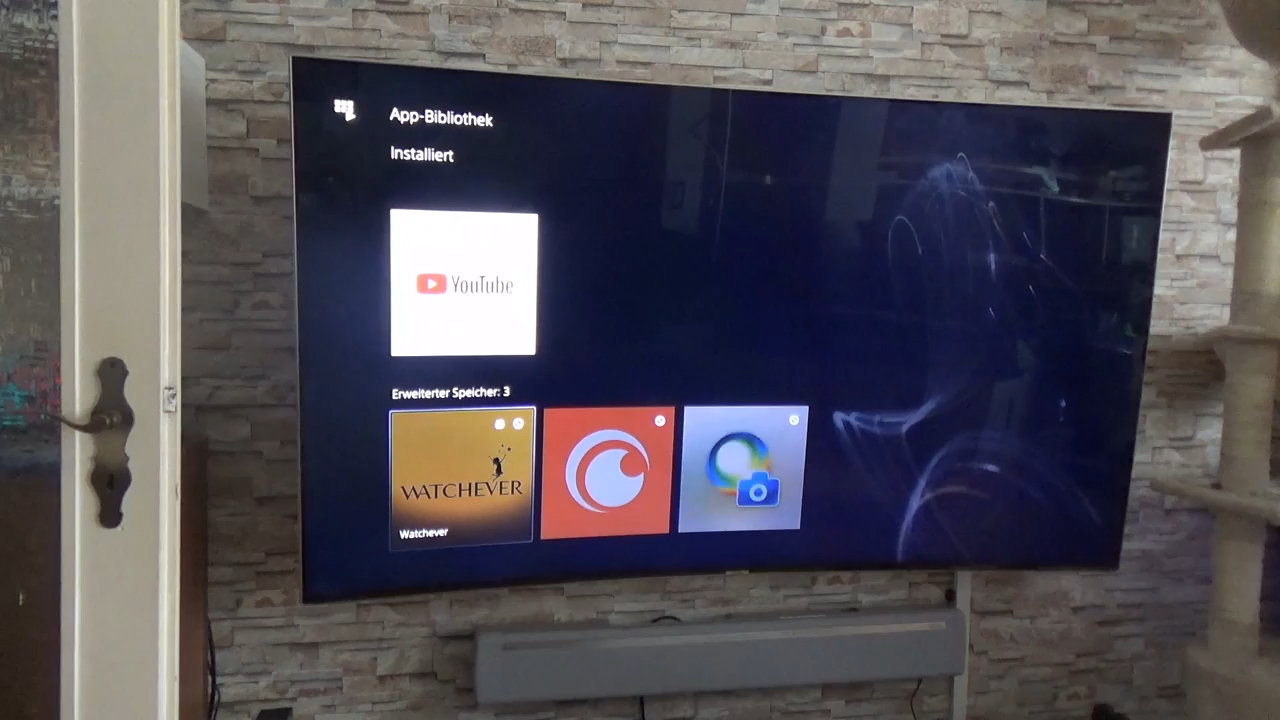 App-Bibliothek
Installiert
YouTube
Erweiterter Speicher: 3
WATCHEVER
Watchever